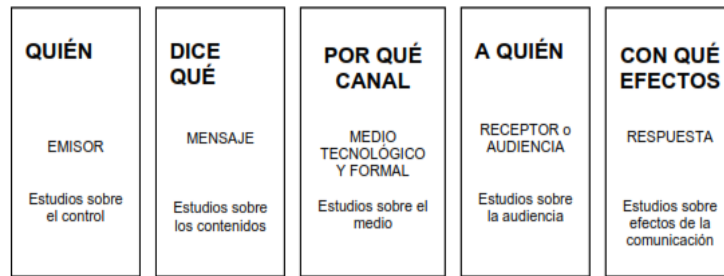 QUIÉN
EMISOR
Estudios sobre
el control
DICE
QUÉ
MENSAJE
Estudios sobre
los contenidos
POR QUÉ
CANAL
MEDIO
TECNOLÓGICO
Y FORMAL
Estudios sobre el
medio
A QUIÉN
RECEPTOR o
AUDIENCIA
Estudios sobre
la audiencia
CON QUÉ
EFECTOS
RESPUESTA
Estudios sobre
efectos de la
comunicación